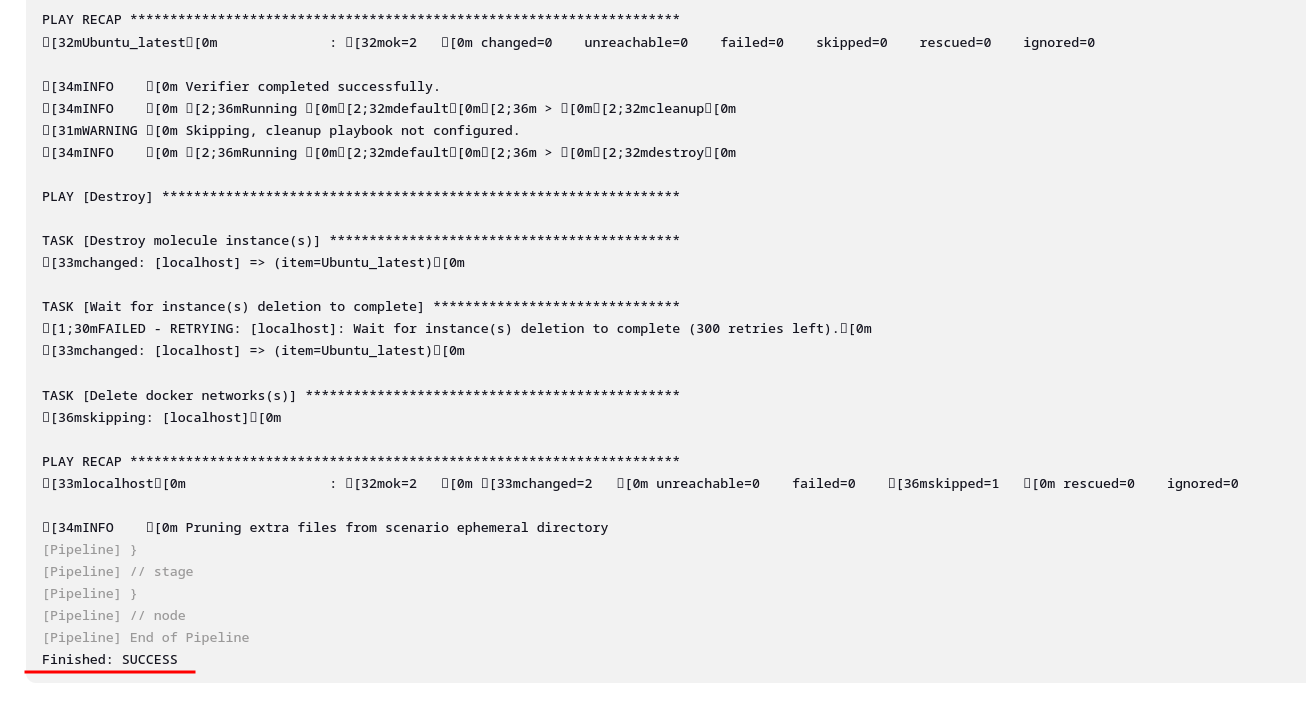 PLAY RECAP *********************************************************************
▯[32mUbuntu_latest▯[0m              : ▯[32mok=2   ▯[0m changed=0    unreachable=0    failed=0    skipped=0    rescued=0    ignored=0
▯[34mINFO    ▯[0m Verifier completed successfully.
▯[34mINFO    ▯[0m ▯[2;36mRunning ▯[0m▯[2;32mdefault▯[0m▯[2;36m > ▯[0m▯[2;32mcleanup▯[0m
▯[31mWARNING ▯[0m Skipping, cleanup playbook not configured.
▯[34mINFO    ▯[0m ▯[2;36mRunning ▯[0m▯[2;32mdefault▯[0m▯[2;36m > ▯[0m▯[2;32mdestroy▯[0m
PLAY [Destroy] *****************************************************************
TASK [Destroy molecule instance(s)] ********************************************
▯[33mchanged: [localhost] => (item=Ubuntu_latest)▯[0m
TASK [Wait for instance(s) deletion to complete] *******************************
▯[1;30mFAILED - RETRYING: [localhost]: Wait for instance(s) deletion to complete (300 retries left).▯[0m
▯[33mchanged: [localhost] => (item=Ubuntu_latest)▯[0m
TASK [Delete docker networks(s)] ***********************************************
▯[36mskipping: [localhost]▯[0m
PLAY RECAP *********************************************************************
▯[33mlocalhost▯[0m                  : ▯[32mok=2   ▯[0m ▯[33mchanged=2   ▯[0m unreachable=0    failed=0    ▯[36mskipped=1   ▯[0m rescued=0    ignored=0
▯[34mINFO    ▯[0m Pruning extra files from scenario ephemeral directory
[Pipeline] }
[Pipeline] // stage
[Pipeline] }
[Pipeline] // node
[Pipeline] End of Pipeline
Finished: SUCCESS